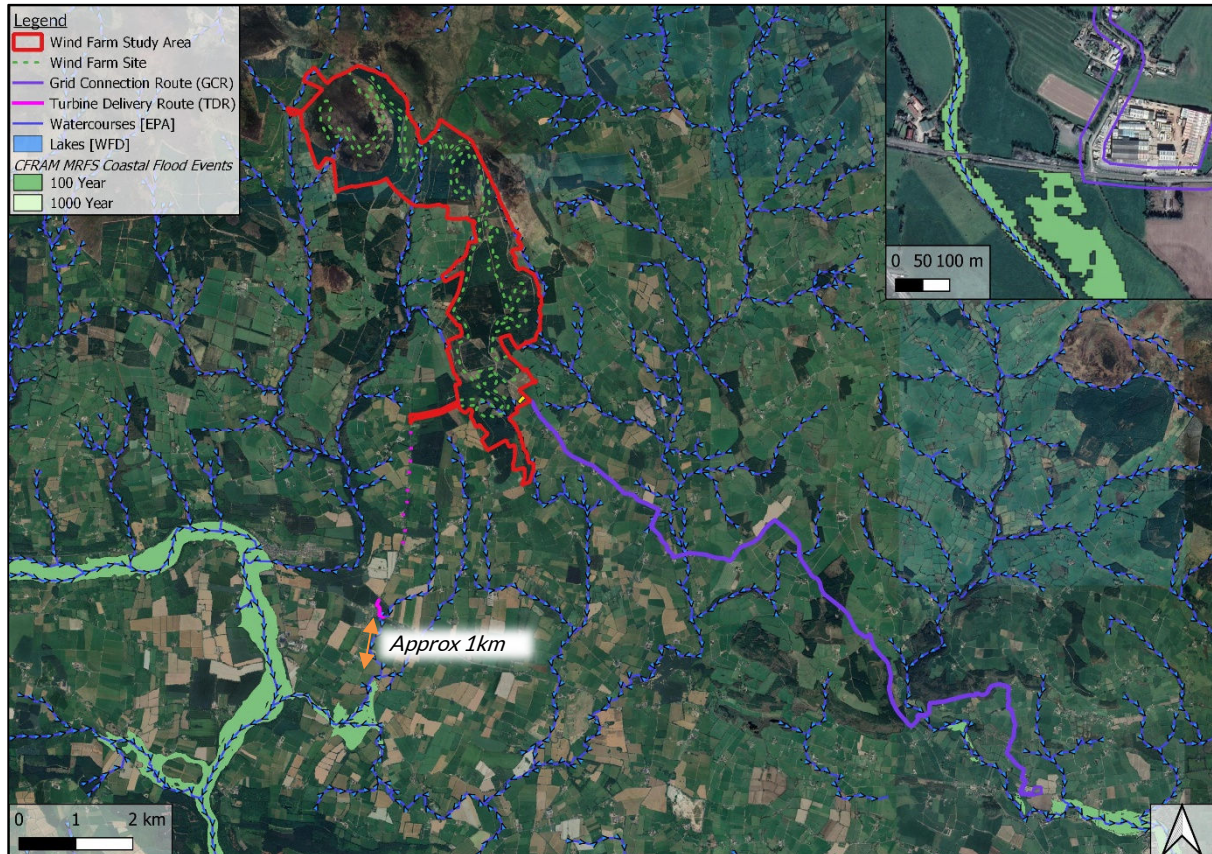 Legend
Wind Farm Study Area
Wind Farm Site
Grid Connection Route (GCR)
Turbine Delivery Route (TDR)
Watercourses [EPA]
Lakes [WFD]
CFRAM MRFS Coastal Flood Events
100 Year
1000 Year
0 50 100 m
Approx 1km
0 1 2 km